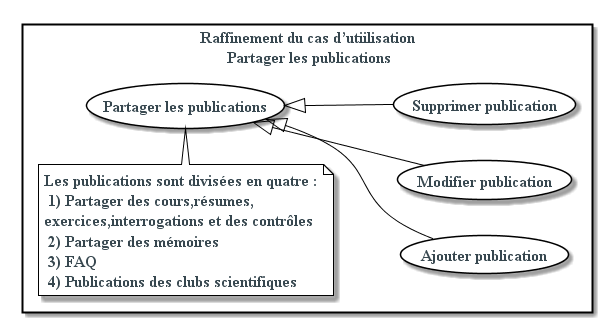 Raffinement du cas d'utiilisation
Partager les publications
Partager les publications
Supprimer publication
Modifier publication
Ajouter publication
Les publications sont divisées en quatre :
1) Partager des cours,résumes,
exercices,interrogations et des contrôles
2) Partager des mémoires
3) FAQ
4) Publications des clubs scientifiques